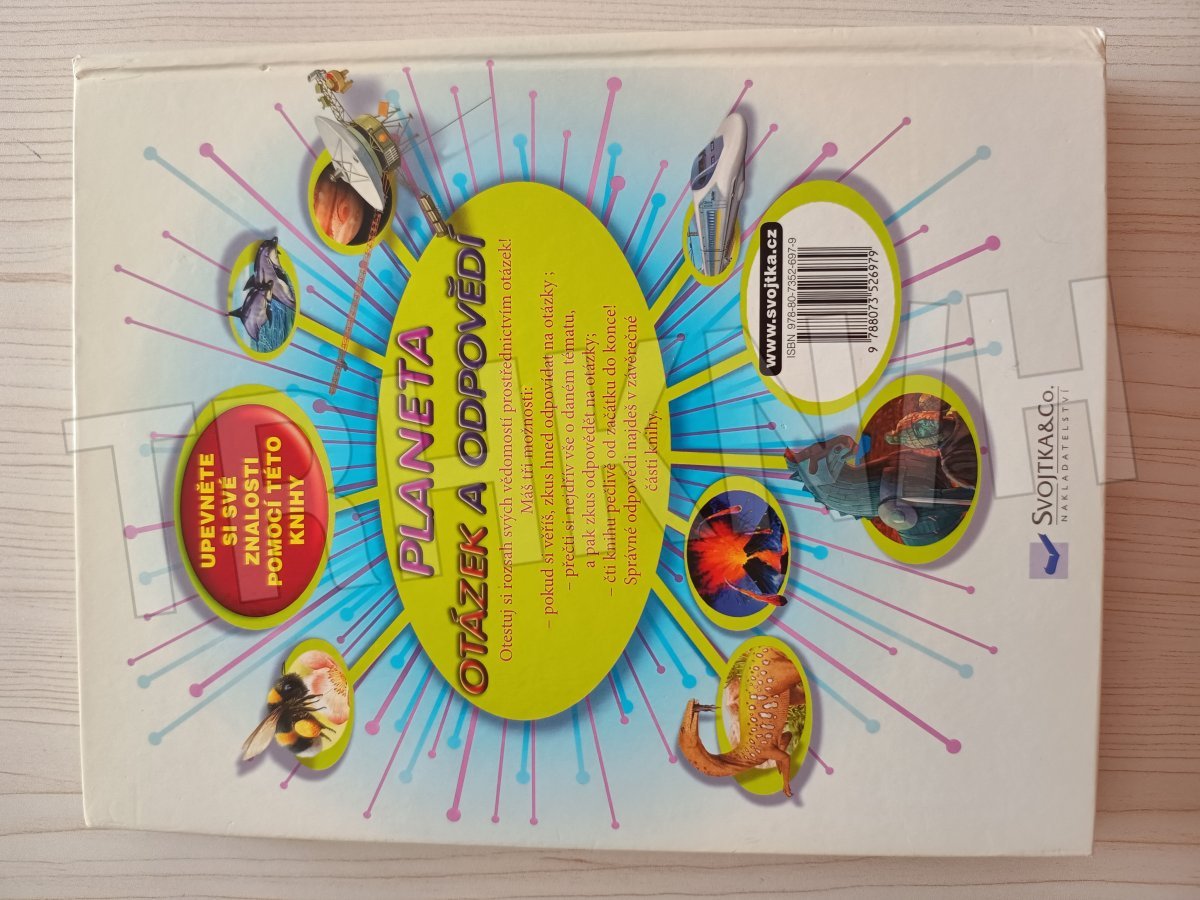 UPEVNĚTE
SI SVÉ
ZNALOSTI
POMOCÍ TÉTO
KNIHY
PLANETA
OTÁZEK A ODPOVĚDÍ
Otestuj si rozsah svých vědomostí prostřednictvím otázek!
Máš tři možnosti:
– pokud si věříš, zkus hned odpovídat na otázky ;
– přečti si nejdřív vše o daném tématu,
a pak zkus odpovědět na otázky;
– čti knihu pečlivě od začátku do konce!
Správné odpovědi najdeš v závěrečné
části knihy.
www.svojtka.cz
ISBN 978-80-7352-697-9
9 788073 526979
SVOJTKA&CO.
NAKLADATELSTVÍ